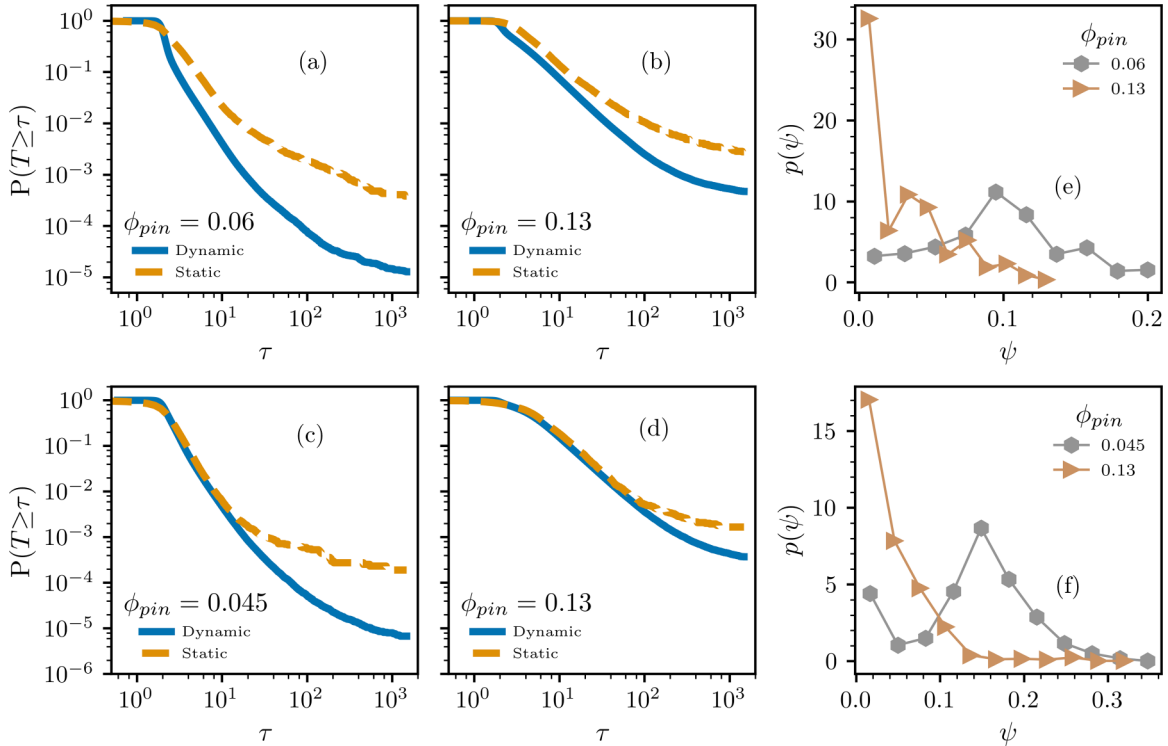 P(T≥τ)
10^0
10^-1
10^-2
10^-3
10^-4
10^-5
(a)
ϕ_pin = 0.06
Dynamic
Static
10^0 10^1 10^2 10^3
τ
(b)
ϕ_pin = 0.13
Dynamic
Static
10^0 10^1 10^2 10^3
τ
p(ψ)
30
20
10
0
ϕ_pin
0.06
0.13
(e)
0.0 0.1 0.2
ψ
P(T≥τ)
10^0
10^-1
10^-2
10^-3
10^-4
10^-5
10^-6
(c)
ϕ_pin = 0.045
Dynamic
Static
10^0 10^1 10^2 10^3
τ
(d)
ϕ_pin = 0.13
Dynamic
Static
10^0 10^1 10^2 10^3
τ
p(ψ)
15
10
5
0
ϕ_pin
0.045
0.13
(f)
0.0 0.1 0.2 0.3
ψ